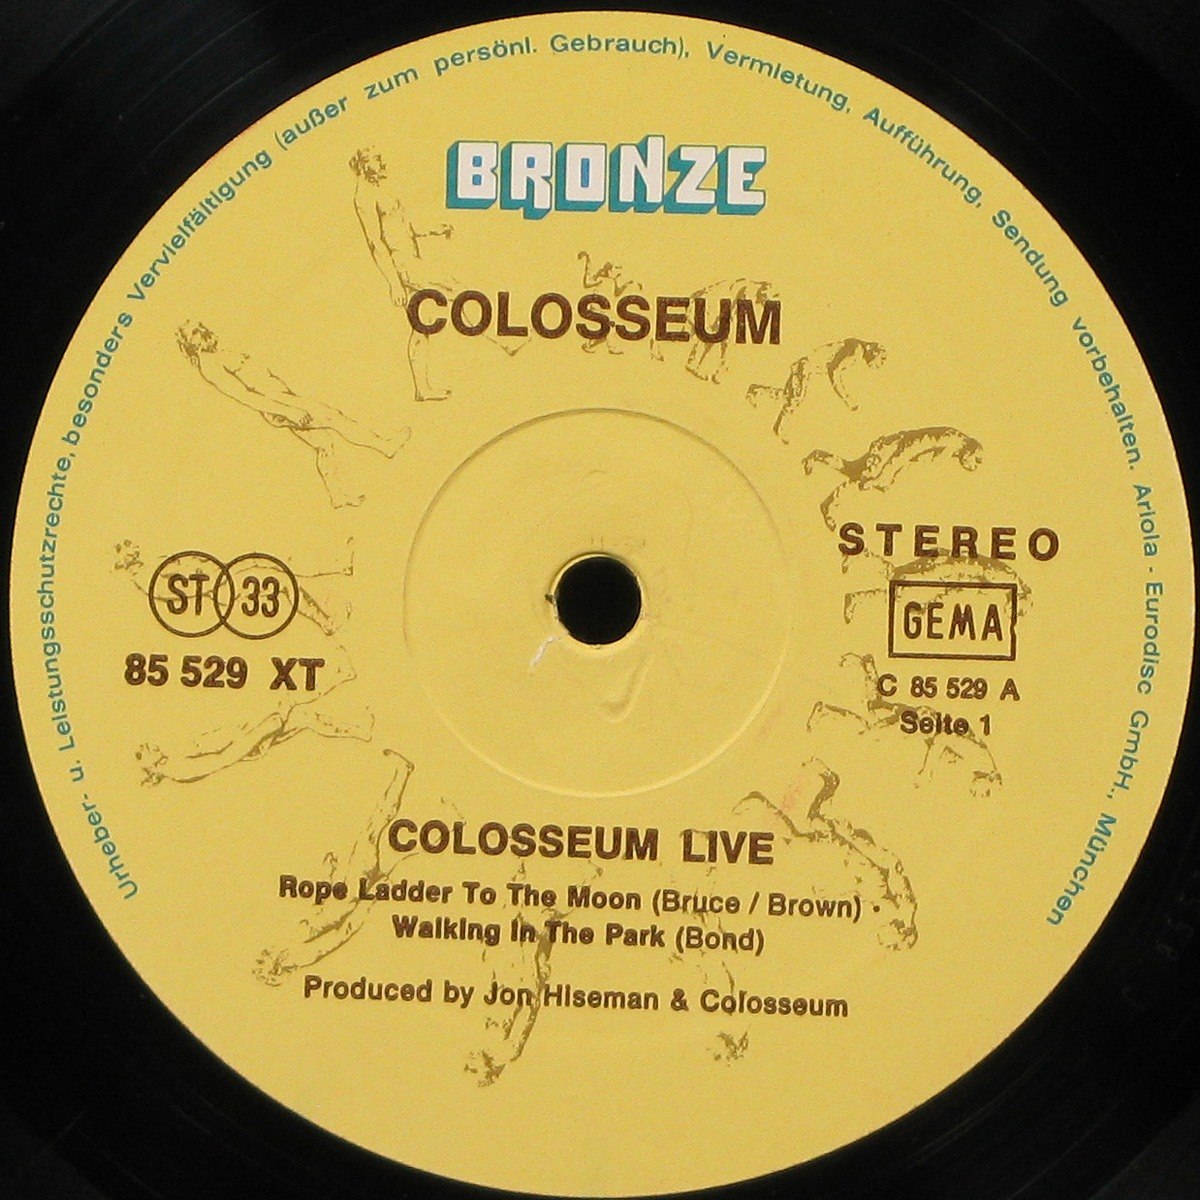 Urheber- u. Leistungsschutzrechte, besonders Vervielfältigung (außer zum persönl. Gebrauch), Vermietung, Aufführung, Sendung vorbehalten. Ariola - Eurodisc GmbH., München
BRONZE
COLOSSEUM
STEREO
ST 33
GEMA
85 529 XT
C 85 529 A
Seite 1
COLOSSEUM LIVE
Rope Ladder To The Moon (Bruce / Brown) ·
Walking In The Park (Bond)
Produced by Jon Hiseman & Colosseum